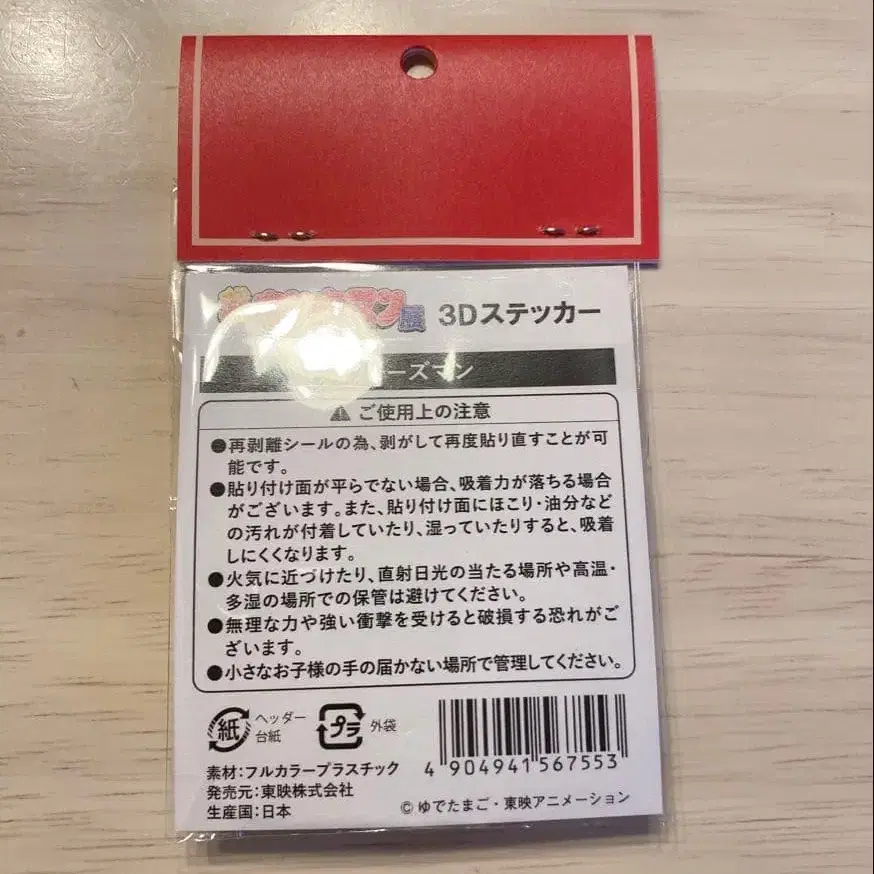 展 3Dステッカー
ーズマン
ご使用上の注意
●再剥離シールの為、剥がして再度貼り直すことが可
能です。
●貼り付け面が平らでない場合、吸着力が落ちる場合
がございます。また、貼り付け面にほこり・油分など
の汚れが付着していたり、湿っていたりすると、吸着
しにくくなります。
●火気に近づけたり、直射日光の当たる場所や高温・
多湿の場所での保管は避けてください。
●無理な力や強い衝撃を受けると破損する恐れがご
ざいます。
●小さなお子様の手の届かない場所で管理してください。
紙 ヘッダー
台紙
プラ 外袋
素材:フルカラープラスチック
発売元:東映株式会社
生産国:日本
4 904941 567553
© ゆでたまご・東映アニメーション